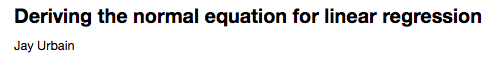 Deriving the normal equation for linear regression
Jay Urbain